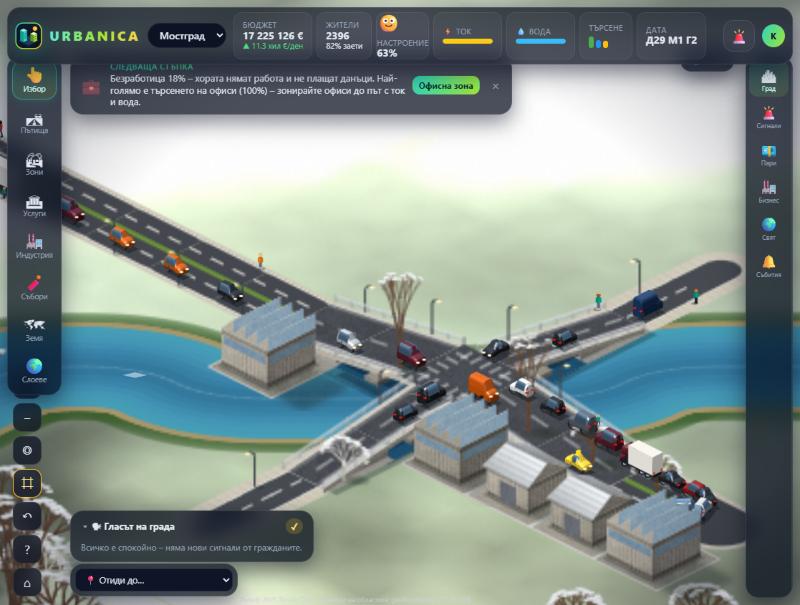 URBANICA
Мостград
БЮДЖЕТ
17 225 126 €
▲ 11.3 хил €/ден
ЖИТЕЛИ
2396
82% заети
НАСТРОЕНИЕ
63%
ТОК
ВОДА
ТЪРСЕНЕ
ДАТА
Д29 М1 Г2
К
СЛЕДВАЩА СТЪПКА
Безработица 18% – хората нямат работа и не плащат данъци. Най-
голямо е търсенето на офиси (100%) – зонирайте офиси до път с ток
и вода.
Офисна зона
×
Избор
Пътища
Зони
Услуги
Индустрия
Събори
Земя
Слоеве
?
Град
Сигнали
Пари
Бизнес
Свят
Събития
Гласът на града
Всичко е спокойно – няма нови сигнали от гражданите.
Отиди до...